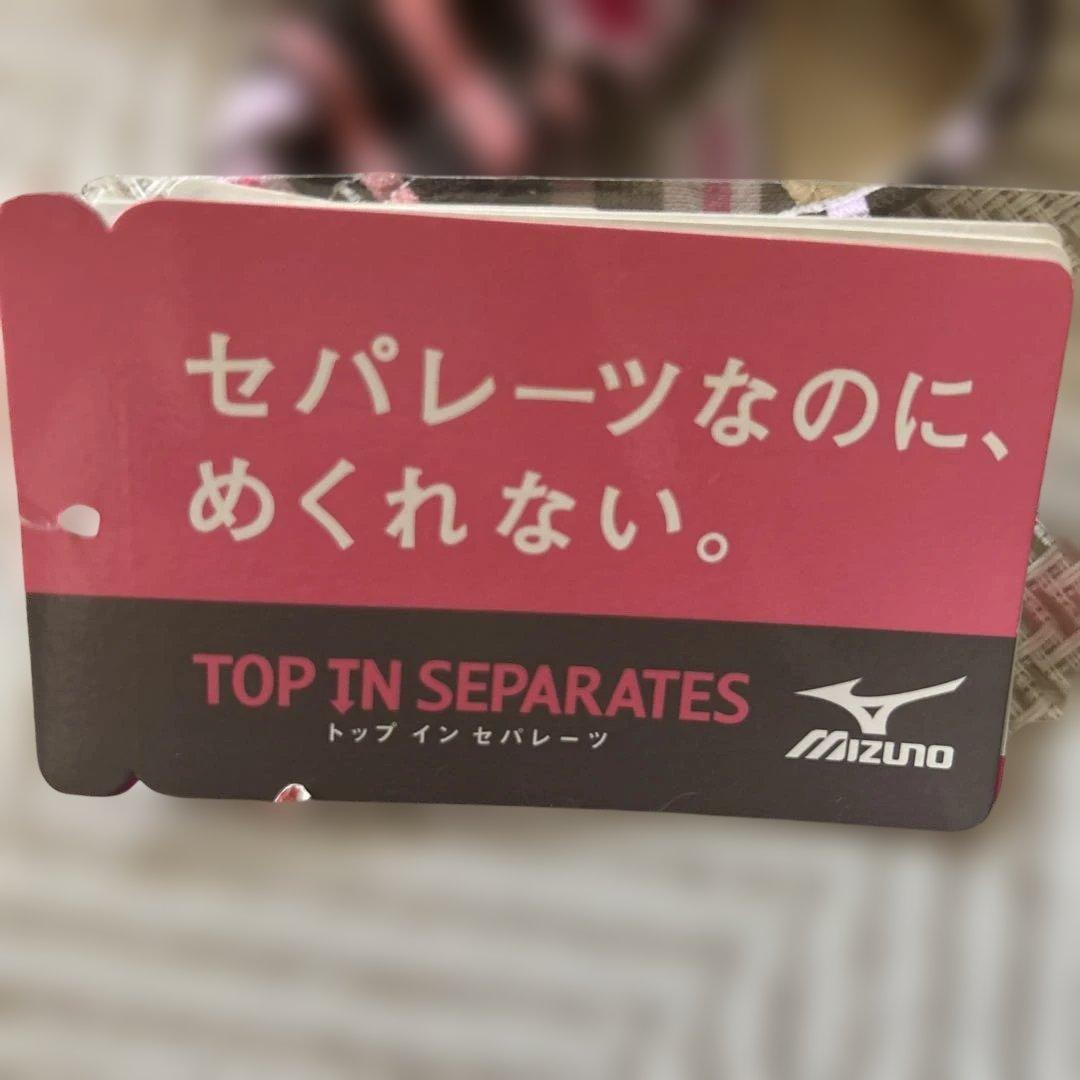 セパレーツなのに、
めくれない。
TOP IN SEPARATES
トップ イン セパレーツ
MIZUNO